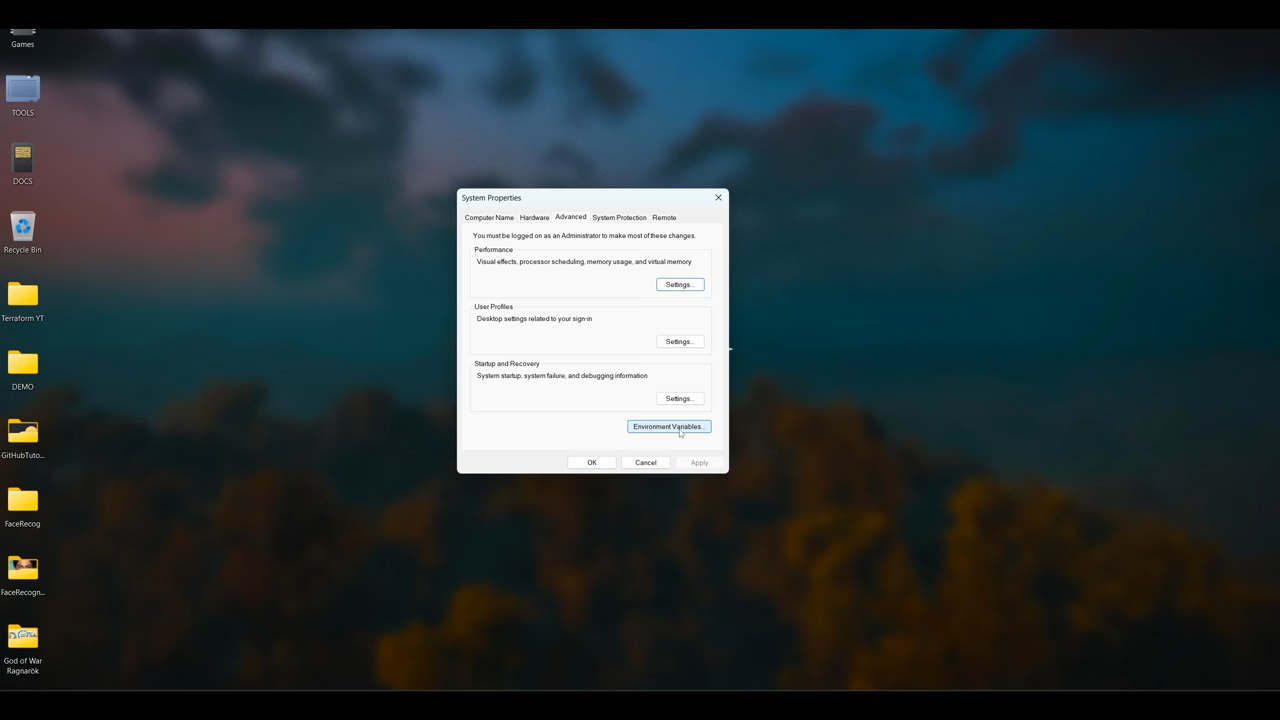 Games
TOOLS
DOCS
Recycle Bin
Terraform YT
DEMO
GitHubTuto...
FaceRecog
FaceRecogn...
God of War
Ragnarök
System Properties
Computer Name Hardware Advanced System Protection Remote
You must be logged on as an Administrator to make most of these changes.
Performance
Visual effects, processor scheduling, memory usage, and virtual memory
Settings...
User Profiles
Desktop settings related to your sign-in
Settings...
Startup and Recovery
System startup, system failure, and debugging information
Settings...
Environment Variables...
OK Cancel Apply